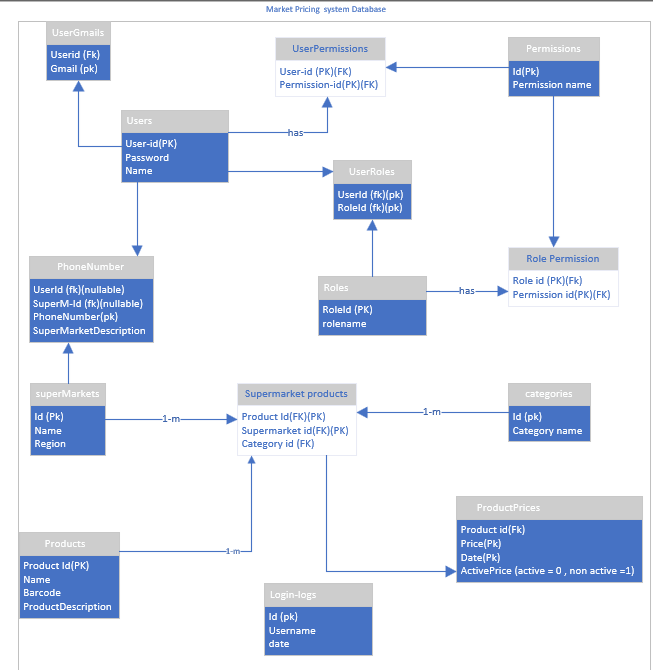 Market Pricing system Database
UserGmails
Userid (Fk)
Gmail (pk)
UserPermissions
User-id (PK)(FK)
Permission-id(PK)(FK)
Permissions
Id(Pk)
Permission name
Users
User-id(PK)
Password
Name
has
UserRoles
UserId (fk)(pk)
RoleId (fk)(pk)
PhoneNumber
UserId (fk)(nullable)
SuperM-Id (fk)(nullable)
PhoneNumber(pk)
SuperMarketDescription
Roles
RoleId (PK)
rolename
has
Role Permission
Role id (PK)(Fk)
Permission id(PK)(FK)
superMarkets
Id (Pk)
Name
Region
1-m
Supermarket products
Product Id(FK)(PK)
Supermarket id(FK)(PK)
Category id (FK)
1-m
categories
Id (pk)
Category name
Products
Product Id(PK)
Name
Barcode
ProductDescription
1-m
ProductPrices
Product id(Fk)
Price(Pk)
Date(Pk)
ActivePrice (active = 0 , non active =1)
Login-logs
Id (pk)
Username
date